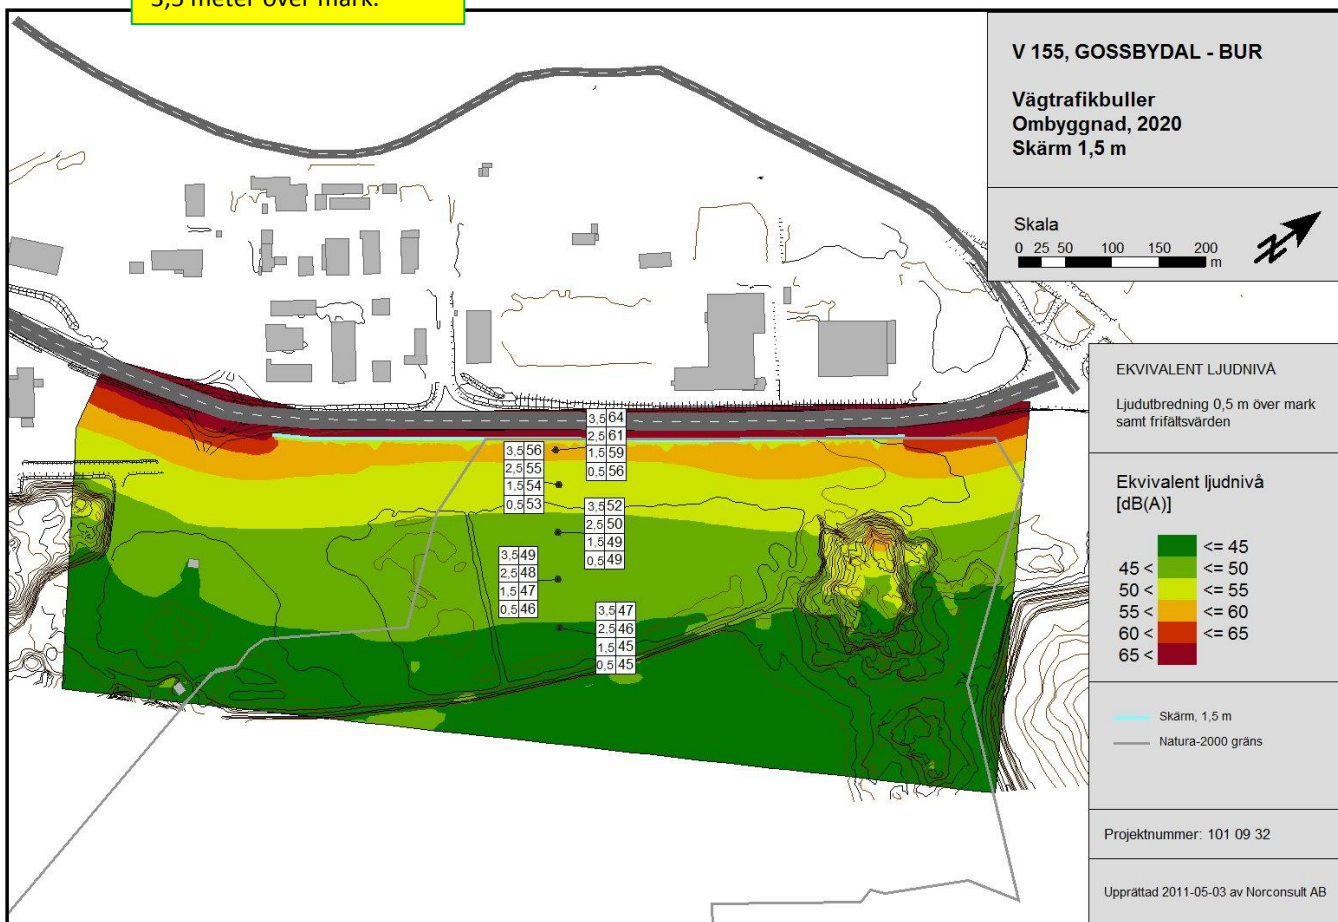 3,5 meter över mark.
V 155, GOSSBYDAL - BUR
Vägtrafikbuller
Ombyggnad, 2020
Skärm 1,5 m
Skala
0 25 50 100 150 200
m
N
EKVIVALENT LJUDNIVÅ
Ljudutbredning 0,5 m över mark
samt frifältsvärden
Ekvivalent ljudnivå
[dB(A)]
<= 45
45 < <= 50
50 < <= 55
55 < <= 60
60 < <= 65
65 <
Skärm, 1,5 m
Natura-2000 gräns
Projektnummer: 101 09 32
Upprättad 2011-05-03 av Norconsult AB
3,5 64
2,5 61
1,5 59
0,5 56
3,5 56
2,5 55
1,5 54
0,5 53
3,5 52
2,5 50
1,5 49
0,5 49
3,5 49
2,5 48
1,5 47
0,5 46
3,5 47
2,5 46
1,5 45
0,5 45